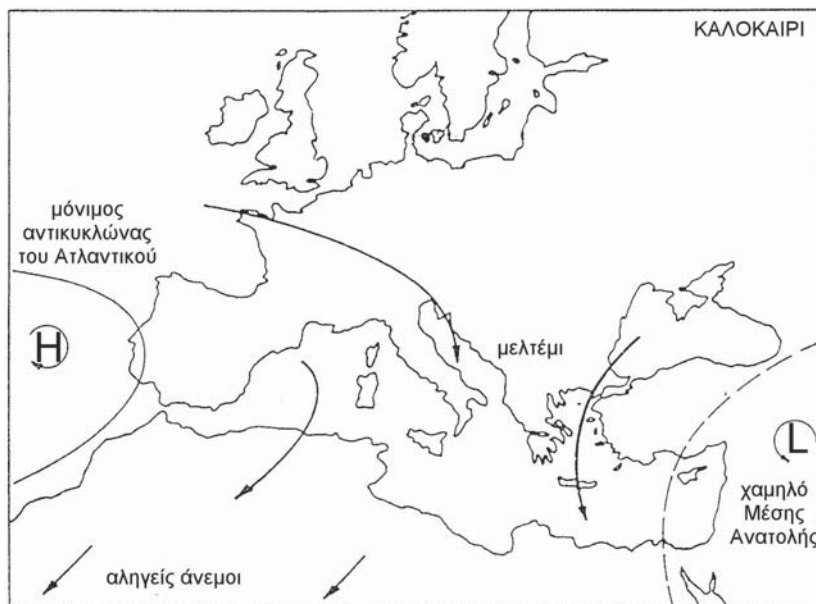 ΚΑΛΟΚΑΙΡΙ
μόνιμος
αντικυκλώνας
του Ατλαντικού
H
μελτέμι
L
χαμηλό
Μέσης
Ανατολής
αληγείς άνεμοι